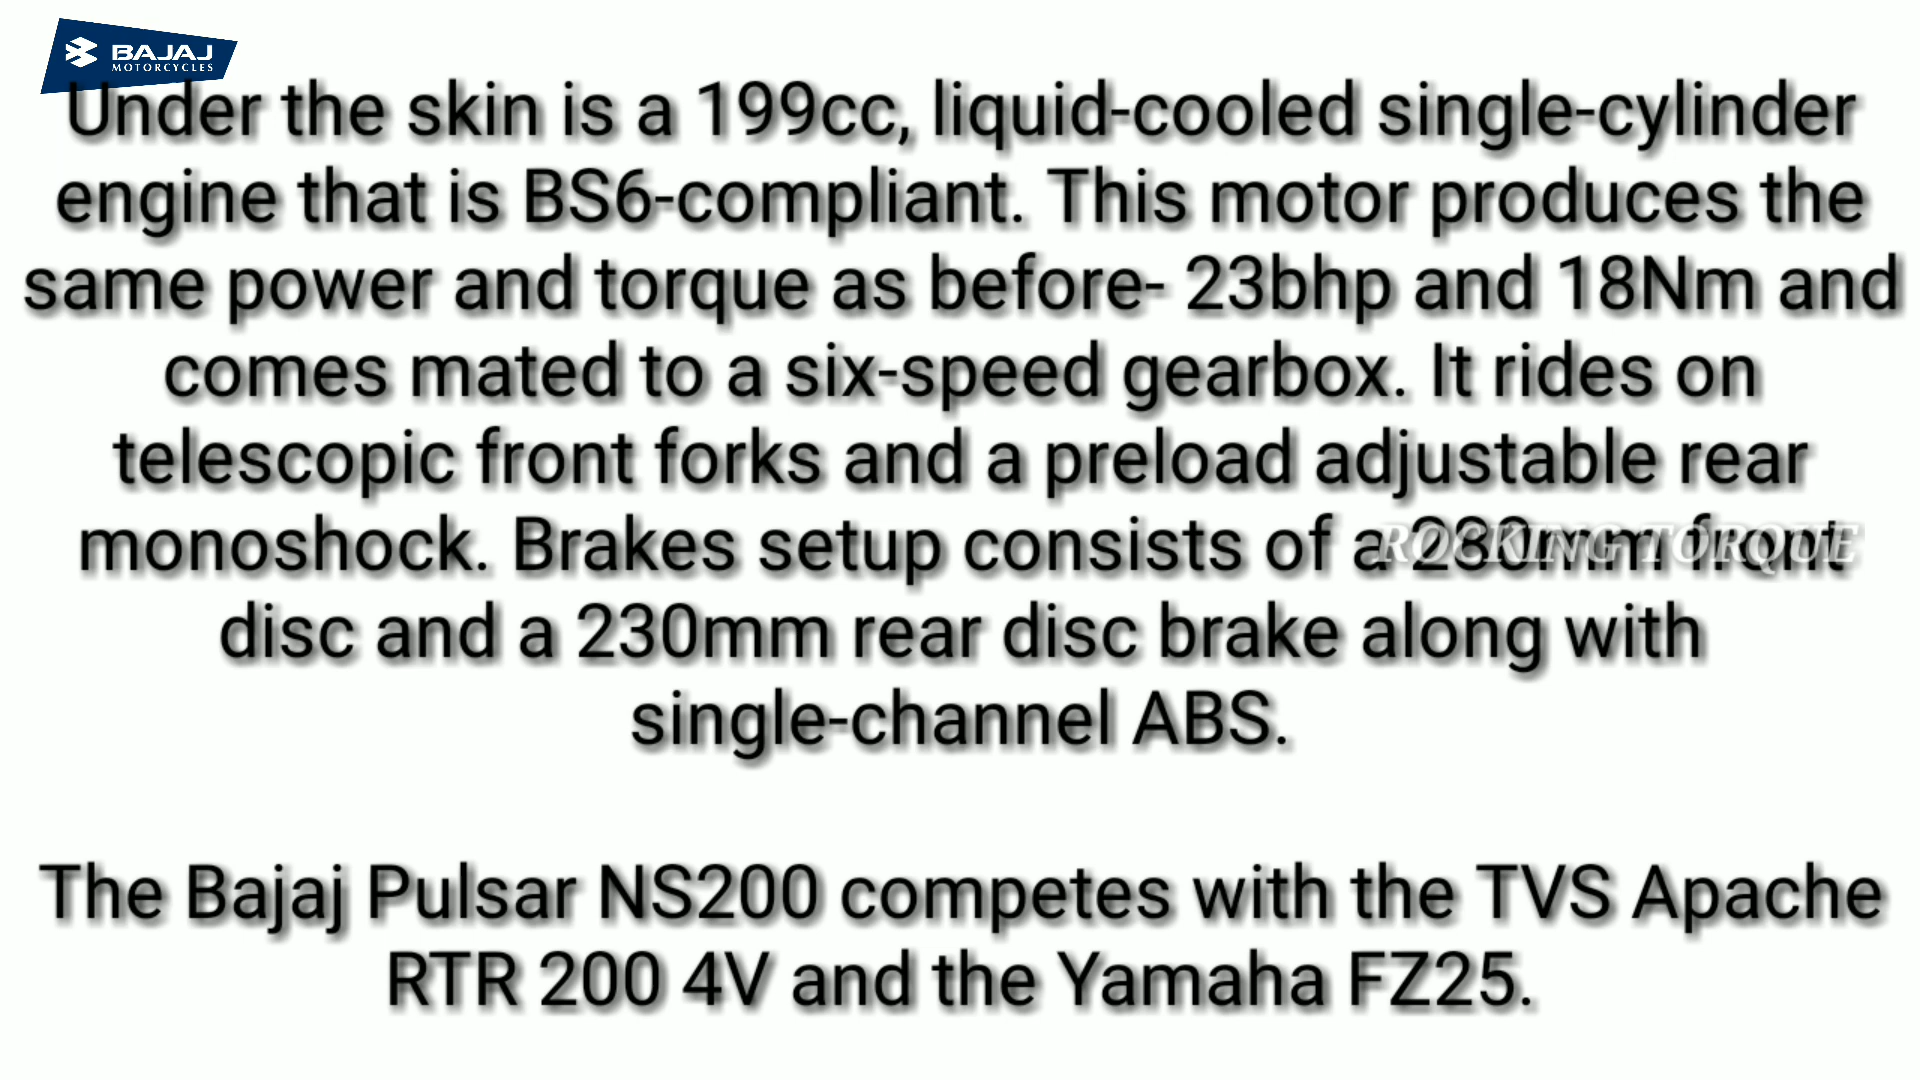 BAJAJ
MOTORCYCLES
Under the skin is a 199cc, liquid-cooled single-cylinder
engine that is BS6-compliant. This motor produces the
same power and torque as before- 23bhp and 18Nm and
comes mated to a six-speed gearbox. It rides on
telescopic front forks and a preload adjustable rear
monoshock. Brakes setup consists of a 280mm front
ROCKING TORQUE
disc and a 230mm rear disc brake along with
single-channel ABS.
The Bajaj Pulsar NS200 competes with the TVS Apache
RTR 200 4V and the Yamaha FZ25.